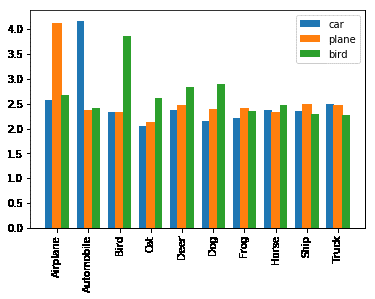 4.0
3.5
3.0
2.5
2.0
1.5
1.0
0.5
0.0
car
plane
bird
Airplane
Automobile
Bird
Cat
Deer
Dog
Frog
Horse
Ship
Truck